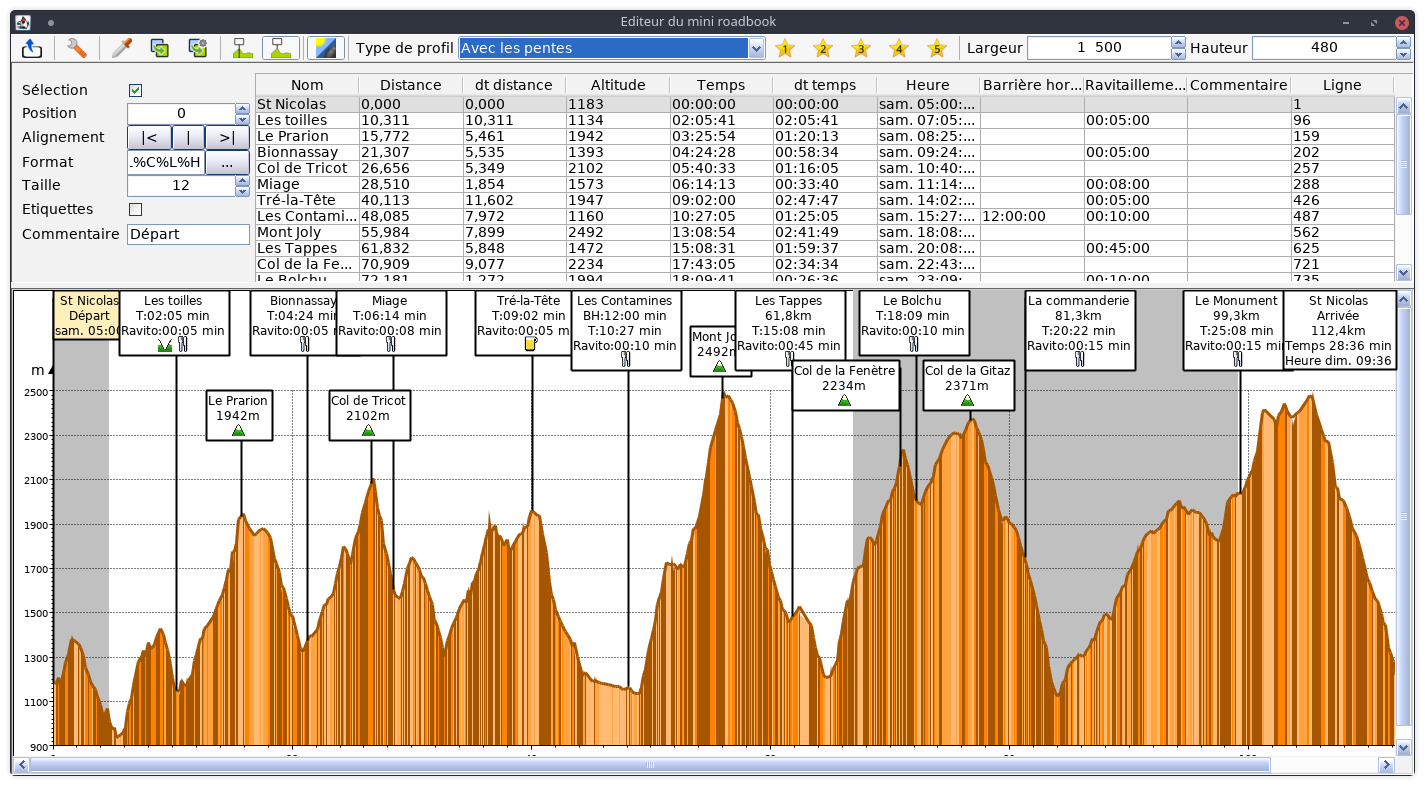 Editeur du mini roadbook
Type de profil Avec les pentes 1 2 3 4 5 Largeur 1 500 Hauteur 480
Sélection
Position 0
Alignement |< | >|
Format .%C%L%H ...
Taille 12
Etiquettes
Commentaire Départ
Nom Distance dt distance Altitude Temps dt temps Heure Barrière hor... Ravitailleme... Commentaire Ligne
St Nicolas 0,000 0,000 1183 00:00:00 00:00:00 sam. 05:00:... 1
Les toilles 10,311 10,311 1134 02:05:41 02:05:41 sam. 07:05:... 00:05:00 96
Le Prarion 15,772 5,461 1942 03:25:54 01:20:13 sam. 08:25:... 159
Bionnassay 21,307 5,535 1393 04:24:28 00:58:34 sam. 09:24:... 00:05:00 202
Col de Tricot 26,656 5,349 2102 05:40:33 01:16:05 sam. 10:40:... 257
Miage 28,510 1,854 1573 06:14:13 00:33:40 sam. 11:14:... 00:08:00 288
Tré-la-Tête 40,113 11,602 1947 09:02:00 02:47:47 sam. 14:02:... 00:05:00 426
Les Contami... 48,085 7,972 1160 10:27:05 01:25:05 sam. 15:27:... 12:00:00 00:10:00 487
Mont Joly 55,984 7,899 2492 13:08:54 02:41:49 sam. 18:08:... 562
Les Tappes 61,832 5,848 1472 15:08:31 01:59:37 sam. 20:08:... 00:45:00 625
Col de la Fe... 70,909 9,077 2234 17:43:05 02:34:34 sam. 22:43:... 721
Le Bolchu 72,181 1,272 1994 18:09:41 00:26:36 sam. 23:09:... 00:10:00 735
St Nicolas
Départ
sam. 05:00
Les toilles
T:02:05 min
Ravito:00:05 min
Bionnassay
T:04:24 min
Ravito:00:05
Miage
T:06:14 min
Ravito:00:08 min
Tré-la-Tête
T:09:02 min
Ravito:00:05 m
Les Contamines
BH:12:00 min
T:10:27 min
Ravito:00:10 min
Mont Jo
2492m
Les Tappes
61,8km
T:15:08 min
Ravito:00:45 min
Le Bolchu
T:18:09 min
Ravito:00:10 min
La commanderie
81,3km
T:20:22 min
Ravito:00:15 min
Le Monument
99,3km
T:25:08 min
Ravito:00:15 min
St Nicolas
Arrivée
112,4km
Temps 28:36 min
Heure dim. 09:36
Le Prarion
1942m
Col de Tricot
2102m
Col de la Fenètre
2234m
Col de la Gitaz
2371m
m
2500
2300
2100
1900
1700
1500
1300
1100
900